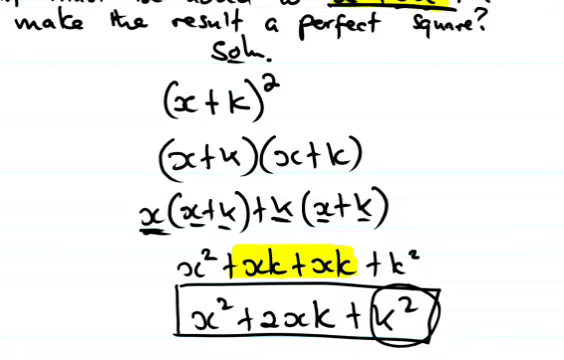 make the result a perfect square?
Soln.
(x+k)²
(x+k)(x+k)
x(x+k)+k(x+k)
x²+xk+xk+k²
x²+2xk+k²